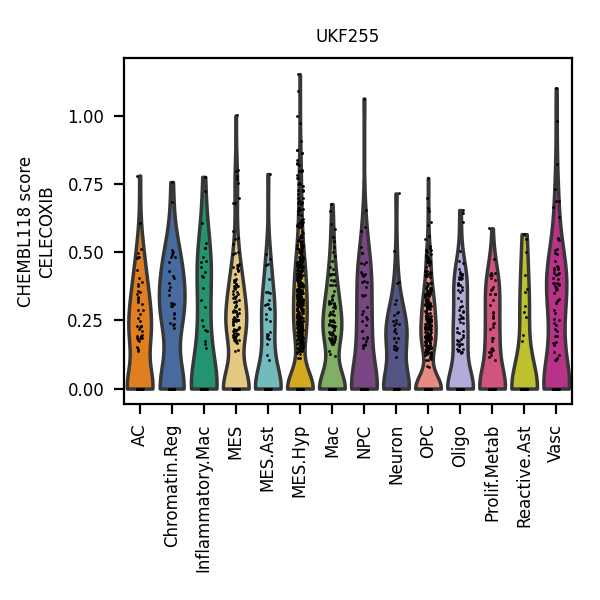 UKF255
CHEMBL118 score
CELECOXIB
1.00
0.75
0.50
0.25
0.00
AC
Chromatin.Reg
Inflammatory.Mac
MES
MES.Ast
MES.Hyp
Mac
NPC
Neuron
OPC
Oligo
Prolif.Metab
Reactive.Ast
Vasc